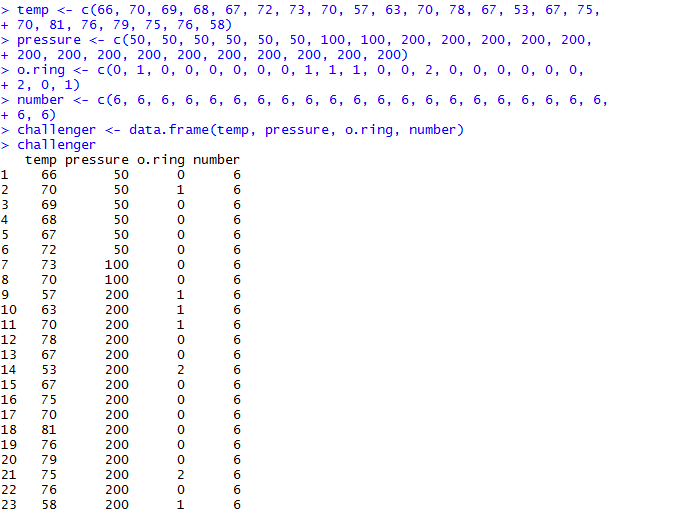 > temp <- c(66, 70, 69, 68, 67, 72, 73, 70, 57, 63, 70, 78, 67, 53, 67, 75,
+ 70, 81, 76, 79, 75, 76, 58)
> pressure <- c(50, 50, 50, 50, 50, 50, 100, 100, 200, 200, 200, 200, 200,
+ 200, 200, 200, 200, 200, 200, 200, 200, 200, 200)
> o.ring <- c(0, 1, 0, 0, 0, 0, 0, 0, 1, 1, 1, 0, 0, 2, 0, 0, 0, 0, 0, 0,
+ 2, 0, 1)
> number <- c(6, 6, 6, 6, 6, 6, 6, 6, 6, 6, 6, 6, 6, 6, 6, 6, 6, 6, 6, 6, 6,
+ 6, 6)
> challenger <- data.frame(temp, pressure, o.ring, number)
> challenger
temp pressure o.ring number
1 66 50 0 6
2 70 50 1 6
3 69 50 0 6
4 68 50 0 6
5 67 50 0 6
6 72 50 0 6
7 73 100 0 6
8 70 100 0 6
9 57 200 1 6
10 63 200 1 6
11 70 200 1 6
12 78 200 0 6
13 67 200 0 6
14 53 200 2 6
15 67 200 0 6
16 75 200 0 6
17 70 200 0 6
18 81 200 0 6
19 76 200 0 6
20 79 200 0 6
21 75 200 2 6
22 76 200 0 6
23 58 200 1 6